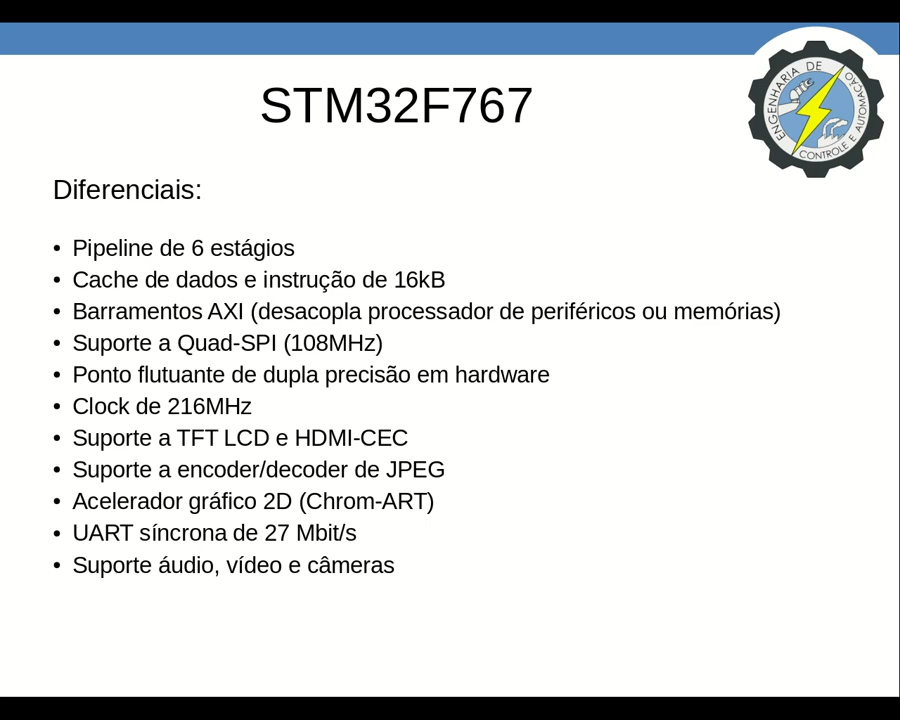 STM32F767
ENGENHARIA DE
CONTROLE E AUTOMAÇÃO
Diferenciais:
• Pipeline de 6 estágios
• Cache de dados e instrução de 16kB
• Barramentos AXI (desacopla processador de periféricos ou memórias)
• Suporte a Quad-SPI (108MHz)
• Ponto flutuante de dupla precisão em hardware
• Clock de 216MHz
• Suporte a TFT LCD e HDMI-CEC
• Suporte a encoder/decoder de JPEG
• Acelerador gráfico 2D (Chrom-ART)
• UART síncrona de 27 Mbit/s
• Suporte áudio, vídeo e câmeras